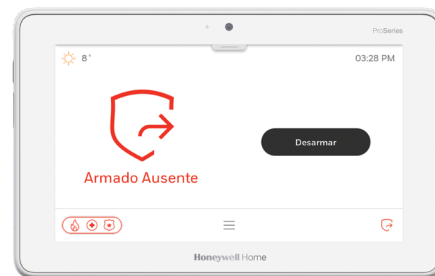 ProSeries
8°
03:28 PM
Armado Ausente
Desarmar
Honeywell Home